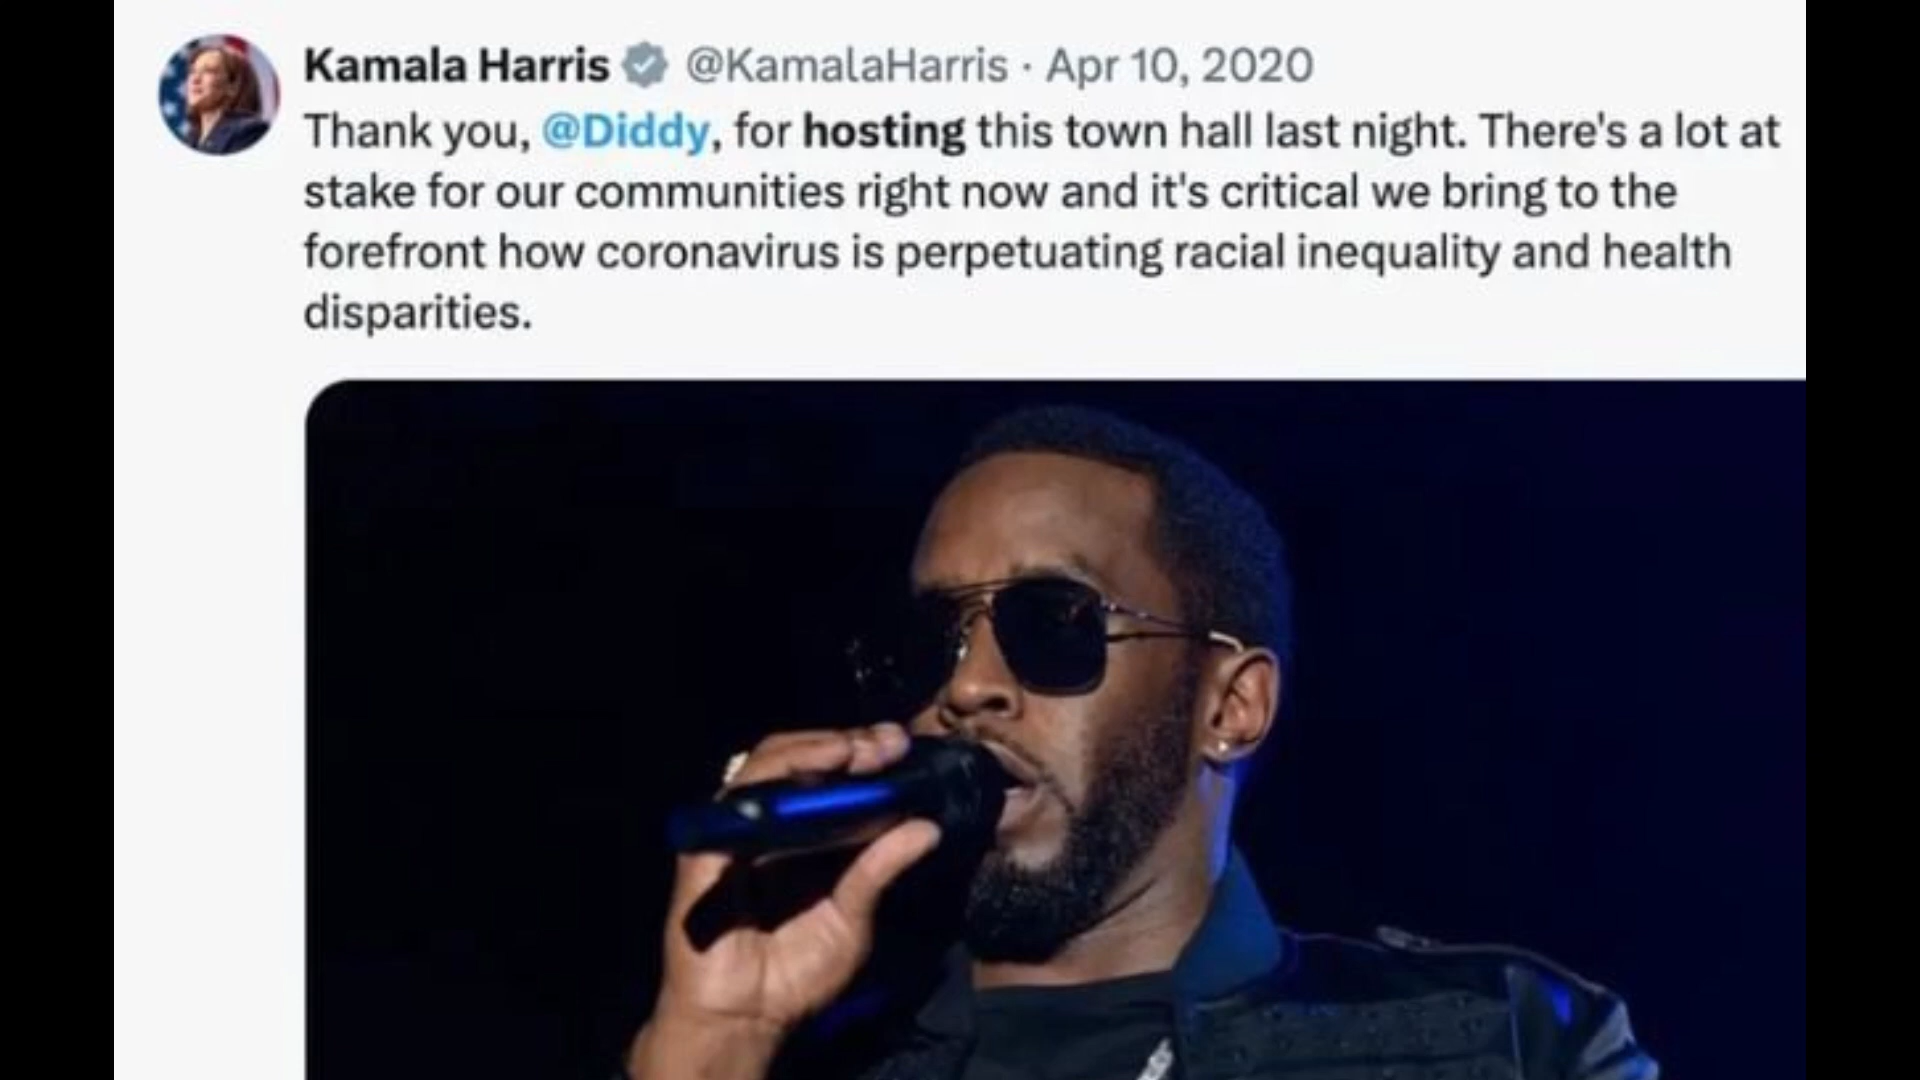 Kamala Harris @KamalaHarris · Apr 10, 2020
Thank you, @Diddy, for hosting this town hall last night. There's a lot at
stake for our communities right now and it's critical we bring to the
forefront how coronavirus is perpetuating racial inequality and health
disparities.